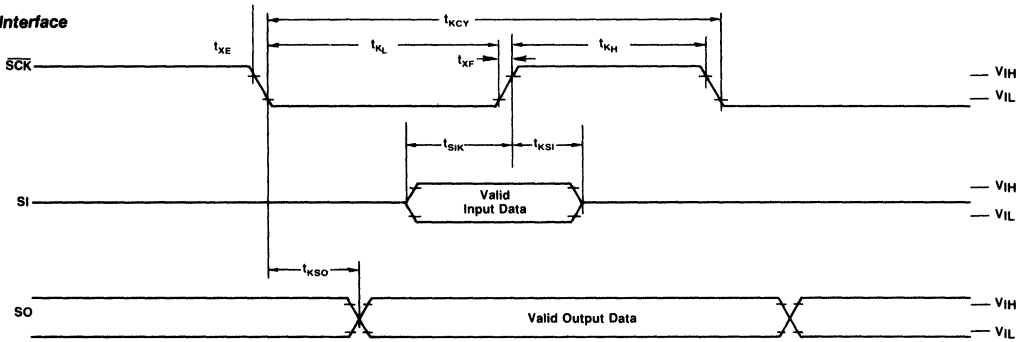 Interface
tKCY
tXE
tKL
tKH
tXF
SCK
VIH
VIL
tSIK
tKSI
SI
Valid
Input Data
VIH
VIL
tKSO
SO
Valid Output Data
VIH
VIL